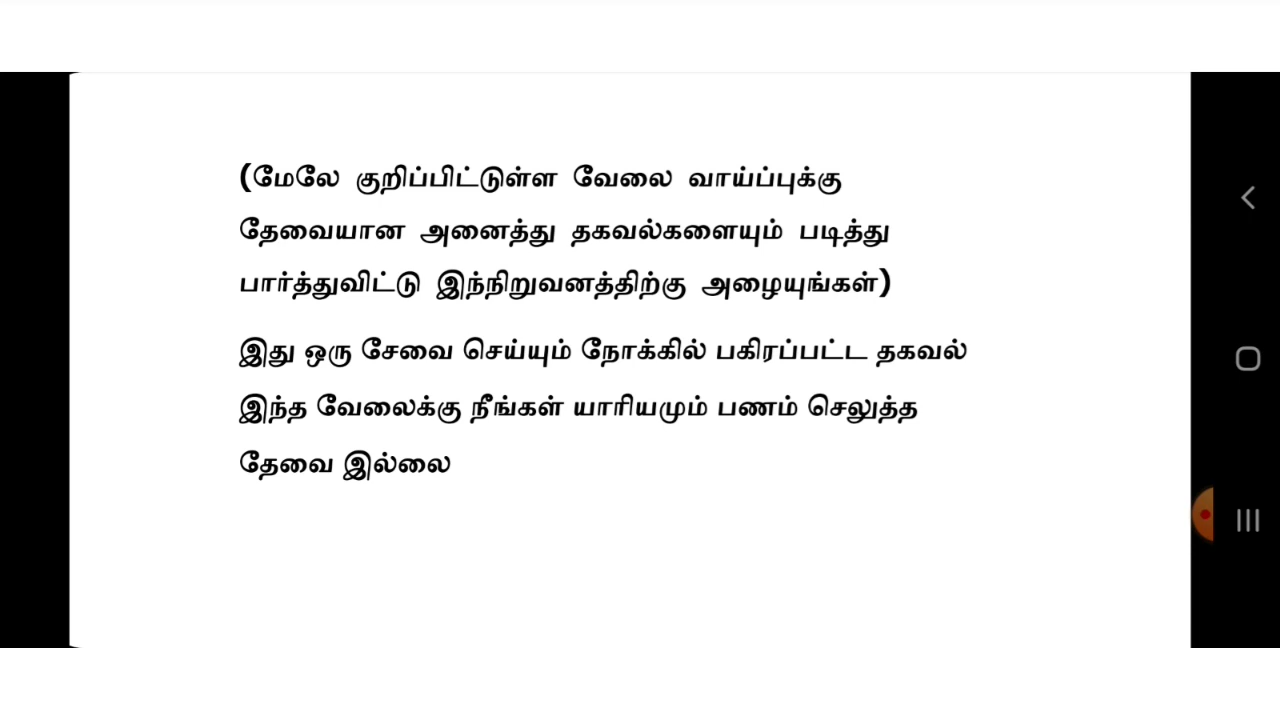 (மேலே குறிப்பிட்டுள்ள வேலை வாய்ப்புக்கு
தேவையான அனைத்து தகவல்களையும் படித்து
பார்த்துவிட்டு இந்நிறுவனத்திற்கு அழையுங்கள்)
இது ஒரு சேவை செய்யும் நோக்கில் பகிரப்பட்ட தகவல்
இந்த வேலைக்கு நீங்கள் யாரியமும் பணம் செலுத்த
தேவை இல்லை